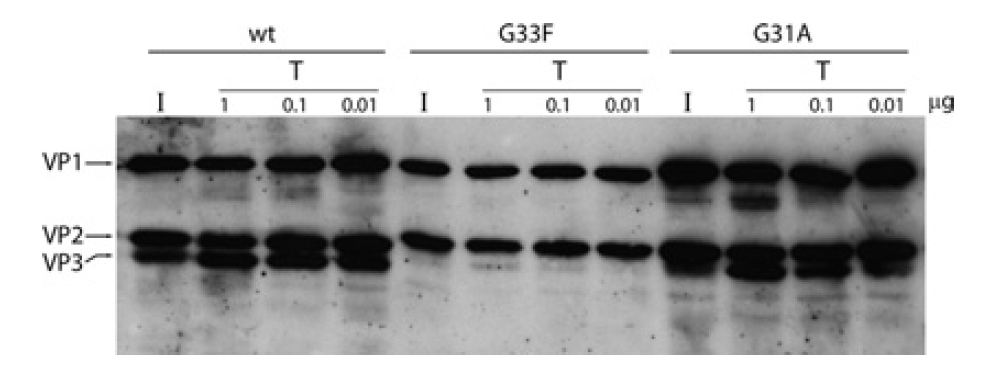 wt G33F G31A
T T T
I 1 0.1 0.01 I 1 0.1 0.01 I 1 0.1 0.01 µg
VP1
VP2
VP3